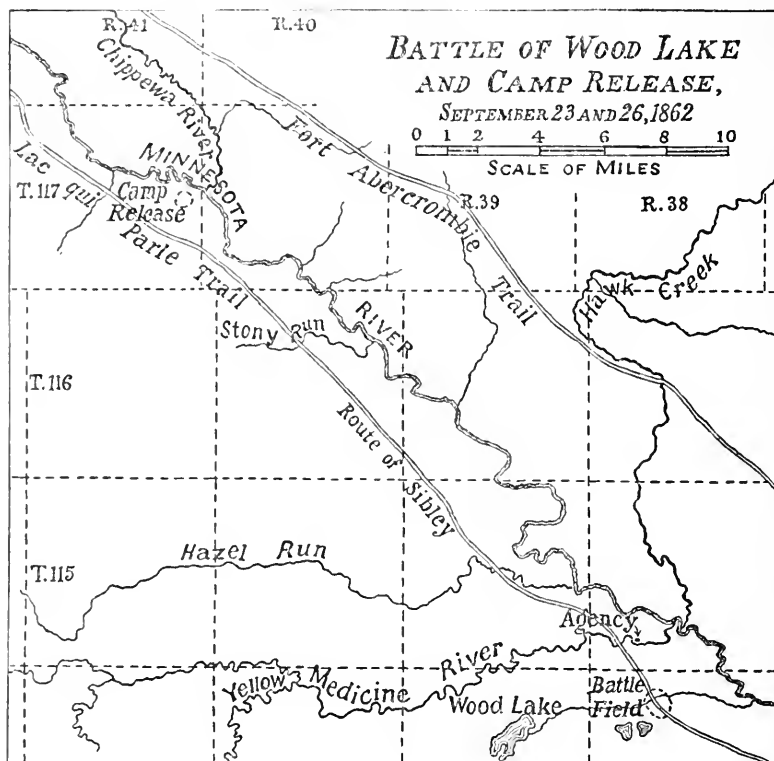 R.41
R.40
BATTLE OF WOOD LAKE
AND CAMP RELEASE,
SEPTEMBER 23 AND 26, 1862
0 1 2 4 6 8 10
SCALE OF MILES
Chippewa River
Fort Abercrombie Trail
MINNESOTA RIVER
Lac qui Parle Trail
T.117
Camp
Release
R.39
R.38
Hawk Creek
Stony Run
T.116
Route of Sibley
Hazel Run
T.115
Agency
Yellow Medicine River
Wood Lake
Battle
Field